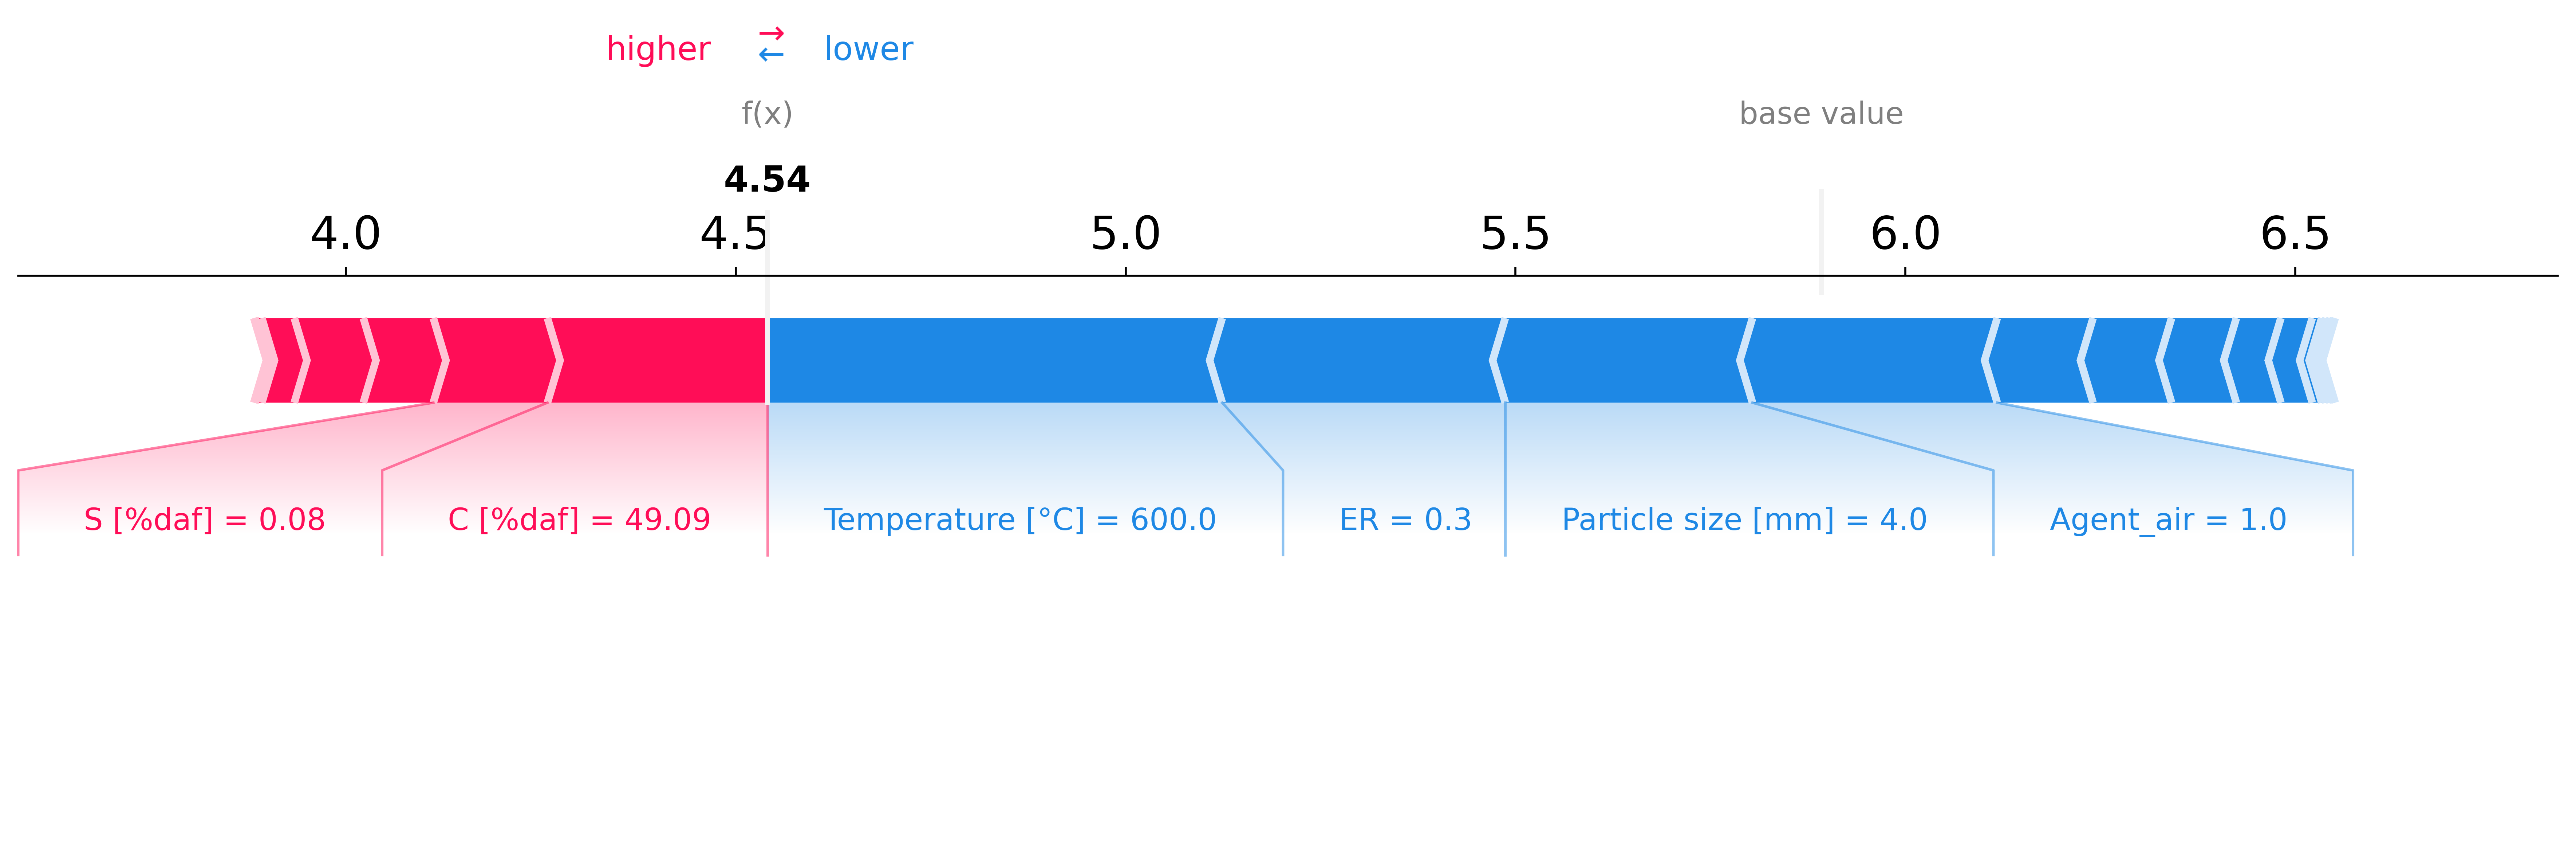 higher → ← lower
f(x) base value
4.54
4.0 4.5 5.0 5.5 6.0 6.5
S [%daf] = 0.08 C [%daf] = 49.09 Temperature [°C] = 600.0 ER = 0.3 Particle size [mm] = 4.0 Agent_air = 1.0